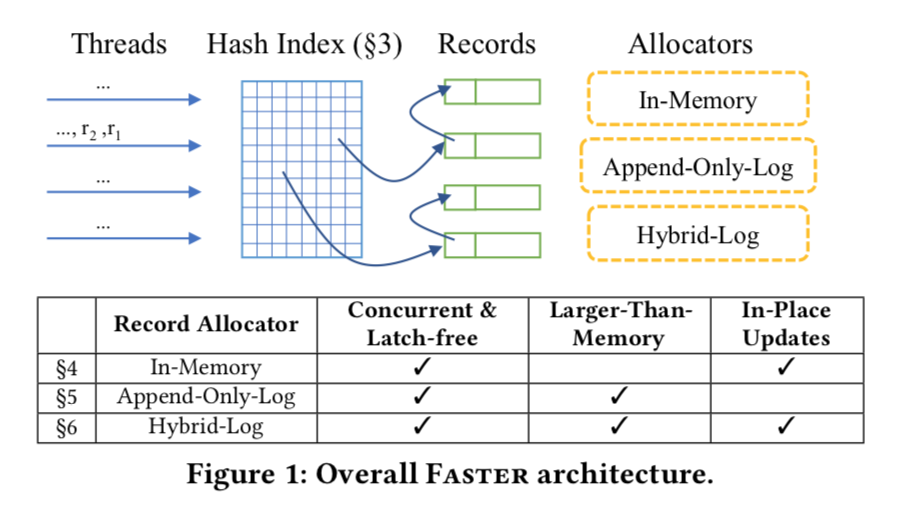 Threads Hash Index (§3) Records Allocators
...
..., r2 ,r1
...
...
In-Memory
Append-Only-Log
Hybrid-Log
Record Allocator Concurrent & Latch-free Larger-Than-Memory In-Place Updates
§4 In-Memory ✓ ✓
§5 Append-Only-Log ✓ ✓
§6 Hybrid-Log ✓ ✓ ✓
Figure 1: Overall FASTER architecture.